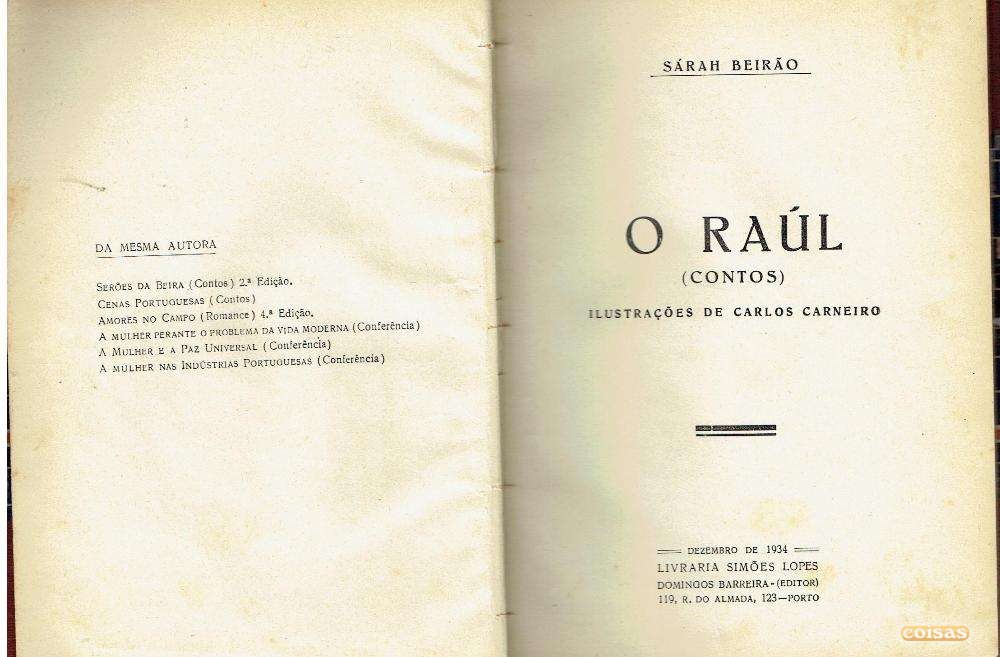 DA MESMA AUTORA
SERÕES DA BEIRA (Contos) 2.ª Edição.
CENAS PORTUGUESAS (Contos)
AMORES NO CAMPO (Romance) 4.ª Edição.
A MULHER PERANTE O PROBLEMA DA VIDA MODERNA (Conferência)
A MULHER E A PAZ UNIVERSAL (Conferência)
A MULHER NAS INDÚSTRIAS PORTUGUESAS (Conferência)
SÁRAH BEIRÃO
O RAÚL
(CONTOS)
ILUSTRAÇÕES DE CARLOS CARNEIRO
DEZEMBRO DE 1934
LIVRARIA SIMÕES LOPES
DOMINGOS BARREIRA-(EDITOR)
119, R. DO ALMADA, 123—PORTO
coisas